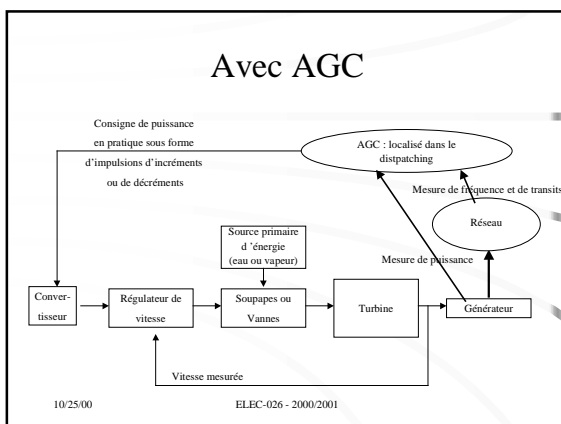 Avec AGC
Consigne de puissance
en pratique sous forme
d'impulsions d'incréments
ou de décréments
AGC : localisé dans le
distpatching
Mesure de fréquence et de transits
Réseau
Source primaire
d 'énergie
(eau ou vapeur)
Mesure de puissance
Conver-
tisseur
Régulateur de
vitesse
Soupapes ou
Vannes
Turbine
Générateur
Vitesse mesurée
10/25/00
ELEC-026 - 2000/2001